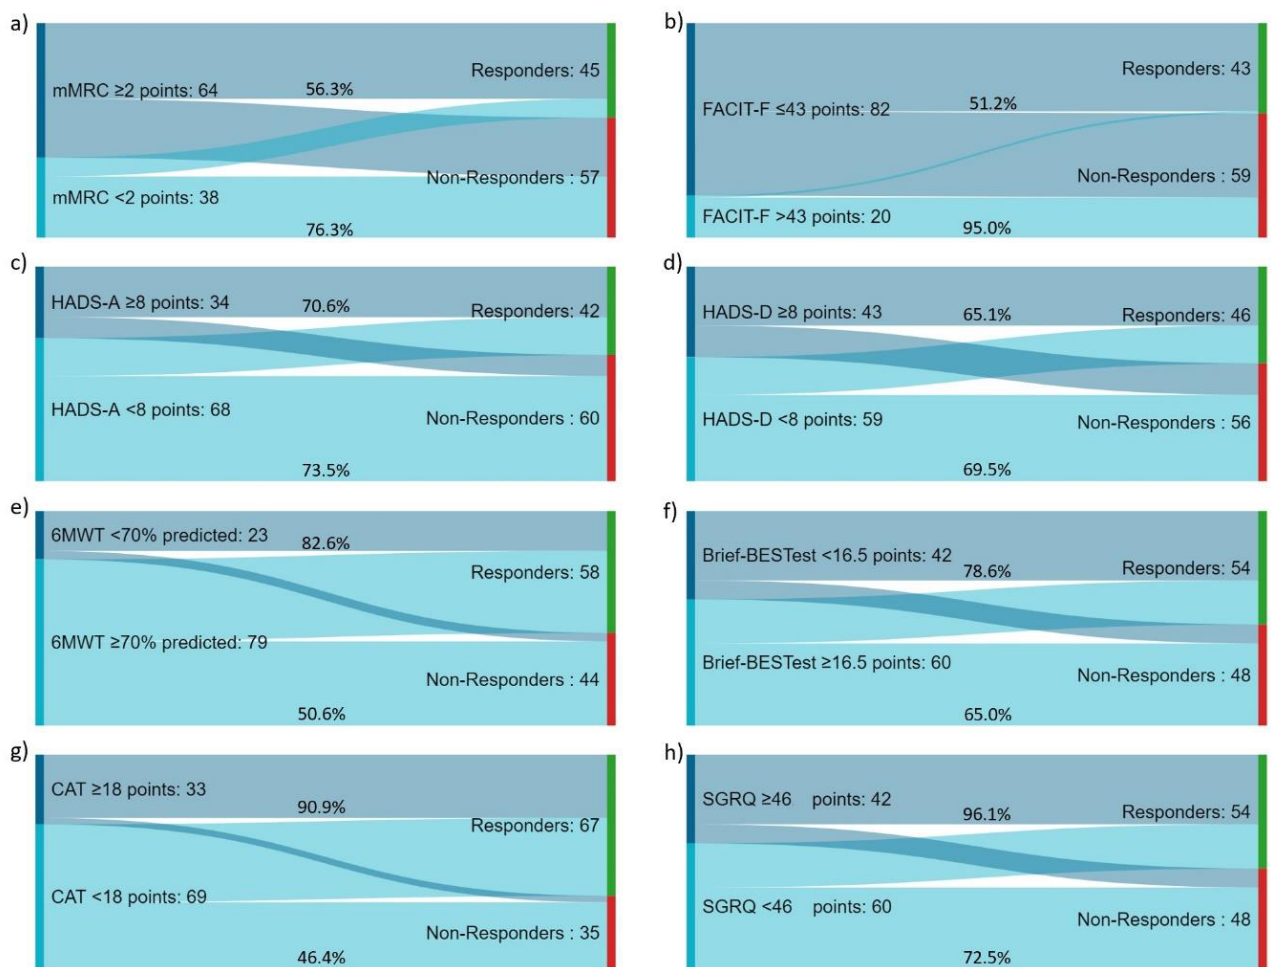 a)
mMRC ≥2 points: 64
56.3%
Responders: 45
Non-Responders : 57
mMRC <2 points: 38
76.3%
b)
Responders: 43
FACIT-F ≤43 points: 82
51.2%
Non-Responders : 59
FACIT-F >43 points: 20
95.0%
c)
HADS-A ≥8 points: 34
70.6%
Responders: 42
HADS-A <8 points: 68
Non-Responders : 60
73.5%
d)
HADS-D ≥8 points: 43
65.1%
Responders: 46
HADS-D <8 points: 59
Non-Responders : 56
69.5%
e)
6MWT <70% predicted: 23
82.6%
Responders: 58
6MWT ≥70% predicted: 79
Non-Responders : 44
50.6%
f)
Brief-BESTest <16.5 points: 42
78.6%
Responders: 54
Brief-BESTest ≥16.5 points: 60
Non-Responders : 48
65.0%
g)
CAT ≥18 points: 33
90.9%
Responders: 67
CAT <18 points: 69
Non-Responders : 35
46.4%
h)
SGRQ ≥46 points: 42
96.1%
Responders: 54
SGRQ <46 points: 60
Non-Responders : 48
72.5%